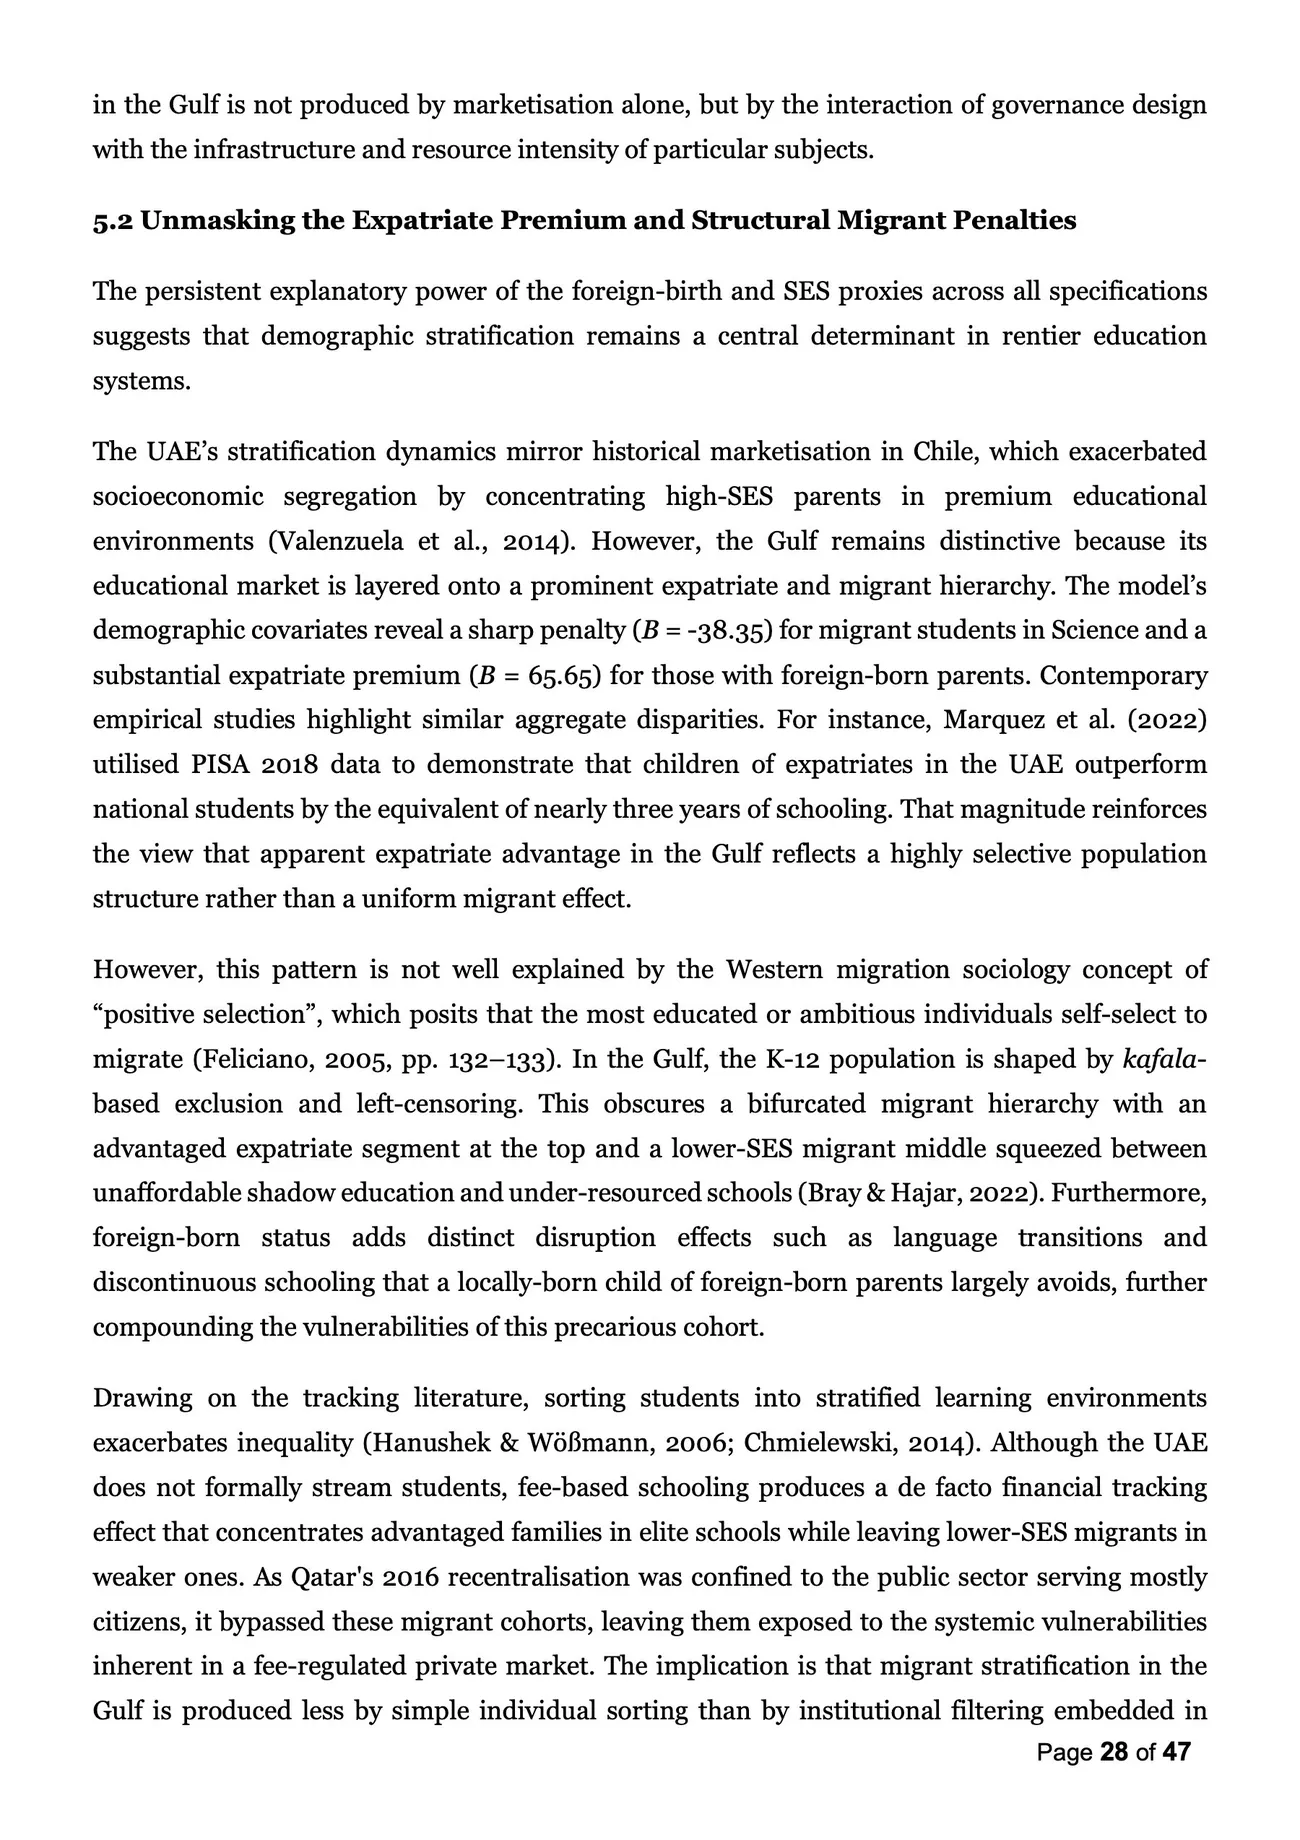 in the Gulf is not produced by marketisation alone, but by the interaction of governance design
with the infrastructure and resource intensity of particular subjects.
5.2 Unmasking the Expatriate Premium and Structural Migrant Penalties
The persistent explanatory power of the foreign-birth and SES proxies across all specifications
suggests that demographic stratification remains a central determinant in rentier education
systems.
The UAE’s stratification dynamics mirror historical marketisation in Chile, which exacerbated
socioeconomic segregation by concentrating high-SES parents in premium educational
environments (Valenzuela et al., 2014). However, the Gulf remains distinctive because its
educational market is layered onto a prominent expatriate and migrant hierarchy. The model’s
demographic covariates reveal a sharp penalty (B = -38.35) for migrant students in Science and a
substantial expatriate premium (B = 65.65) for those with foreign-born parents. Contemporary
empirical studies highlight similar aggregate disparities. For instance, Marquez et al. (2022)
utilised PISA 2018 data to demonstrate that children of expatriates in the UAE outperform
national students by the equivalent of nearly three years of schooling. That magnitude reinforces
the view that apparent expatriate advantage in the Gulf reflects a highly selective population
structure rather than a uniform migrant effect.
However, this pattern is not well explained by the Western migration sociology concept of
“positive selection”, which posits that the most educated or ambitious individuals self-select to
migrate (Feliciano, 2005, pp. 132–133). In the Gulf, the K-12 population is shaped by kafala-
based exclusion and left-censoring. This obscures a bifurcated migrant hierarchy with an
advantaged expatriate segment at the top and a lower-SES migrant middle squeezed between
unaffordable shadow education and under-resourced schools (Bray & Hajar, 2022). Furthermore,
foreign-born status adds distinct disruption effects such as language transitions and
discontinuous schooling that a locally-born child of foreign-born parents largely avoids, further
compounding the vulnerabilities of this precarious cohort.
Drawing on the tracking literature, sorting students into stratified learning environments
exacerbates inequality (Hanushek & Wößmann, 2006; Chmielewski, 2014). Although the UAE
does not formally stream students, fee-based schooling produces a de facto financial tracking
effect that concentrates advantaged families in elite schools while leaving lower-SES migrants in
weaker ones. As Qatar's 2016 recentralisation was confined to the public sector serving mostly
citizens, it bypassed these migrant cohorts, leaving them exposed to the systemic vulnerabilities
inherent in a fee-regulated private market. The implication is that migrant stratification in the
Gulf is produced less by simple individual sorting than by institutional filtering embedded in
Page 28 of 47